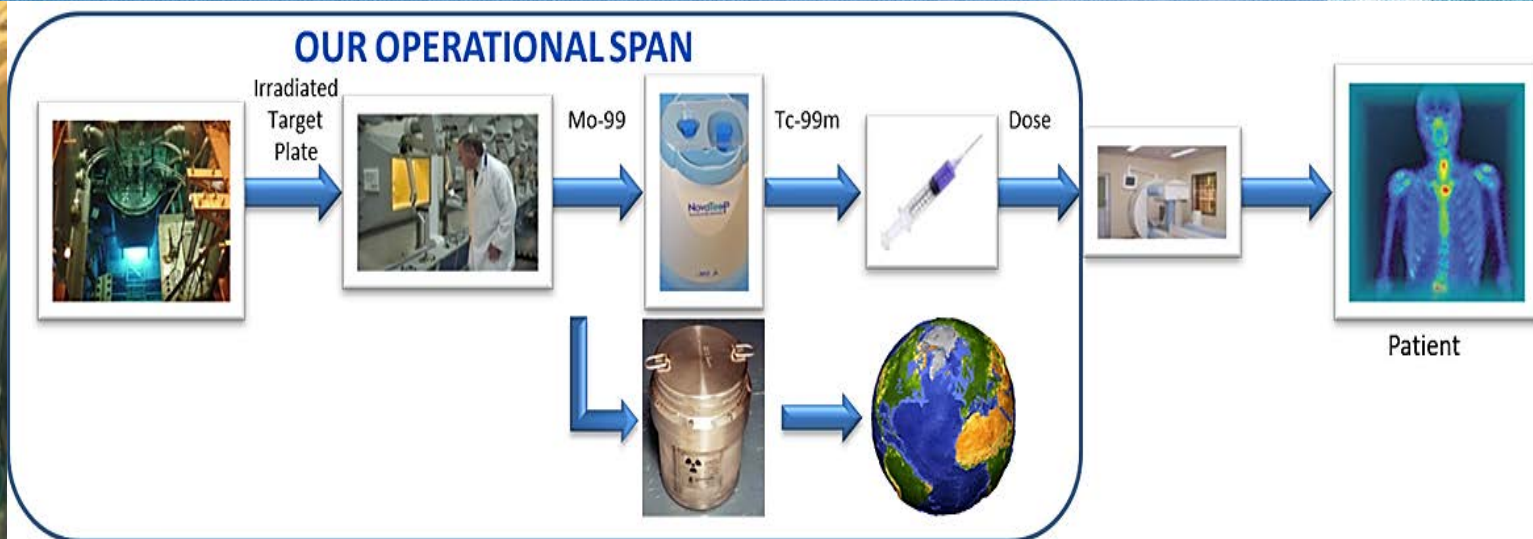 OUR OPERATIONAL SPAN
Irradiated
Target
Plate
Mo-99
Tc-99m
Dose
Patient